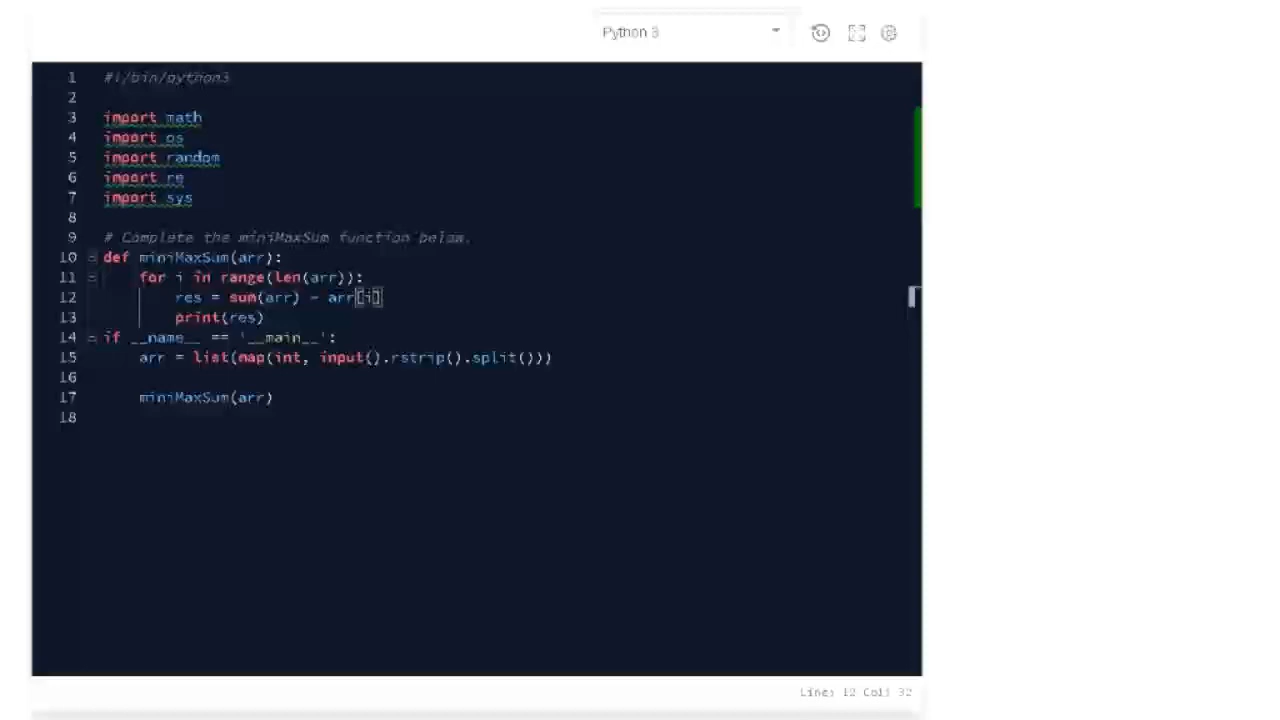 Python 3
1 #!/bin/python3
2
3 import math
4 import os
5 import random
6 import re
7 import sys
8
9 # Complete the miniMaxSum function below.
10 def miniMaxSum(arr):
11     for i in range(len(arr)):
12         res = sum(arr) - arr[i]
13         print(res)
14 if __name__ == '__main__':
15     arr = list(map(int, input().rstrip().split()))
16
17     miniMaxSum(arr)
18
Line: 12 Col: 32